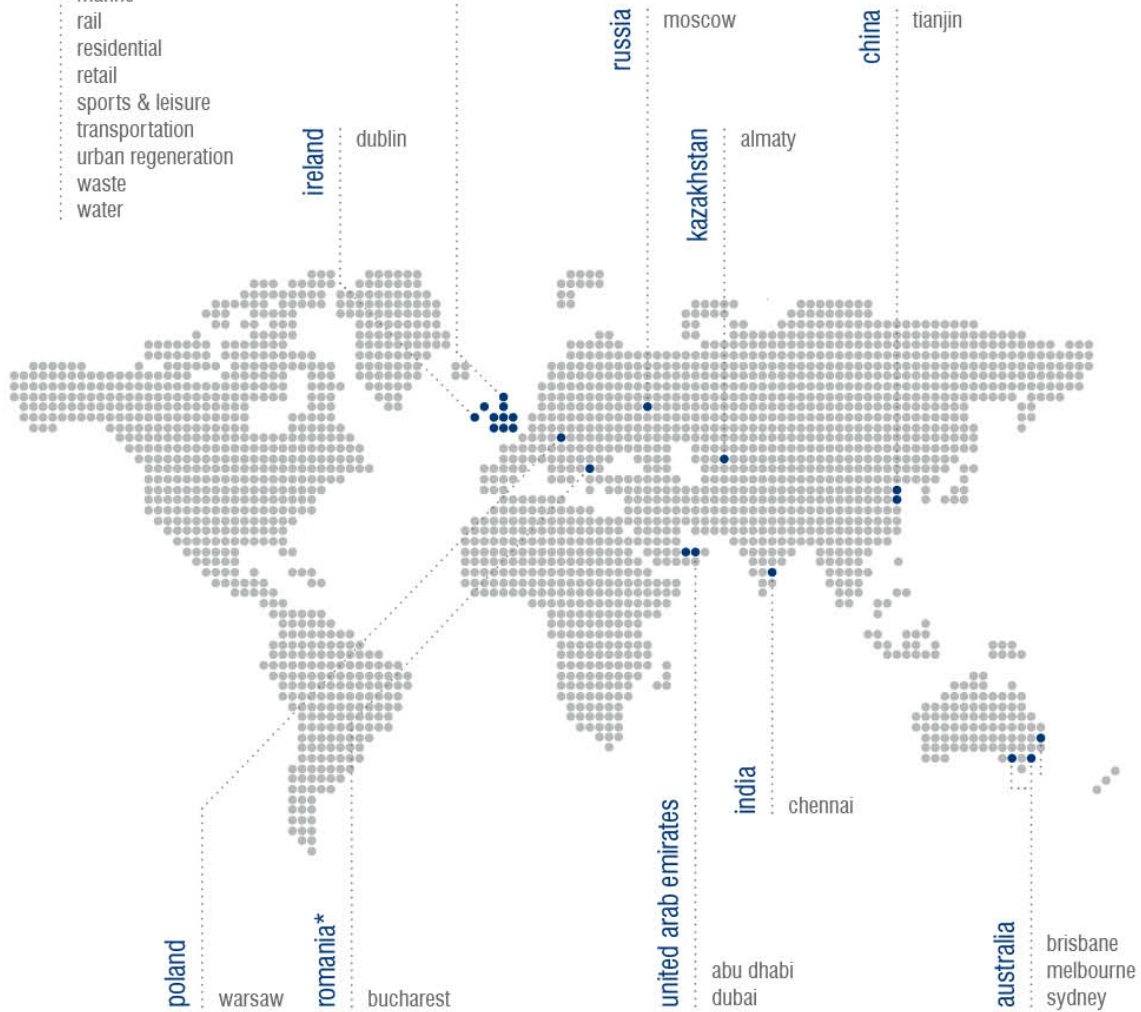 rail
residential
retail
sports & leisure
transportation
urban regeneration
waste
water
ireland
dublin
russia
moscow
kazakhstan
almaty
china
tianjin
poland
warsaw
romania*
bucharest
united arab emirates
abu dhabi
dubai
india
chennai
australia
brisbane
melbourne
sydney